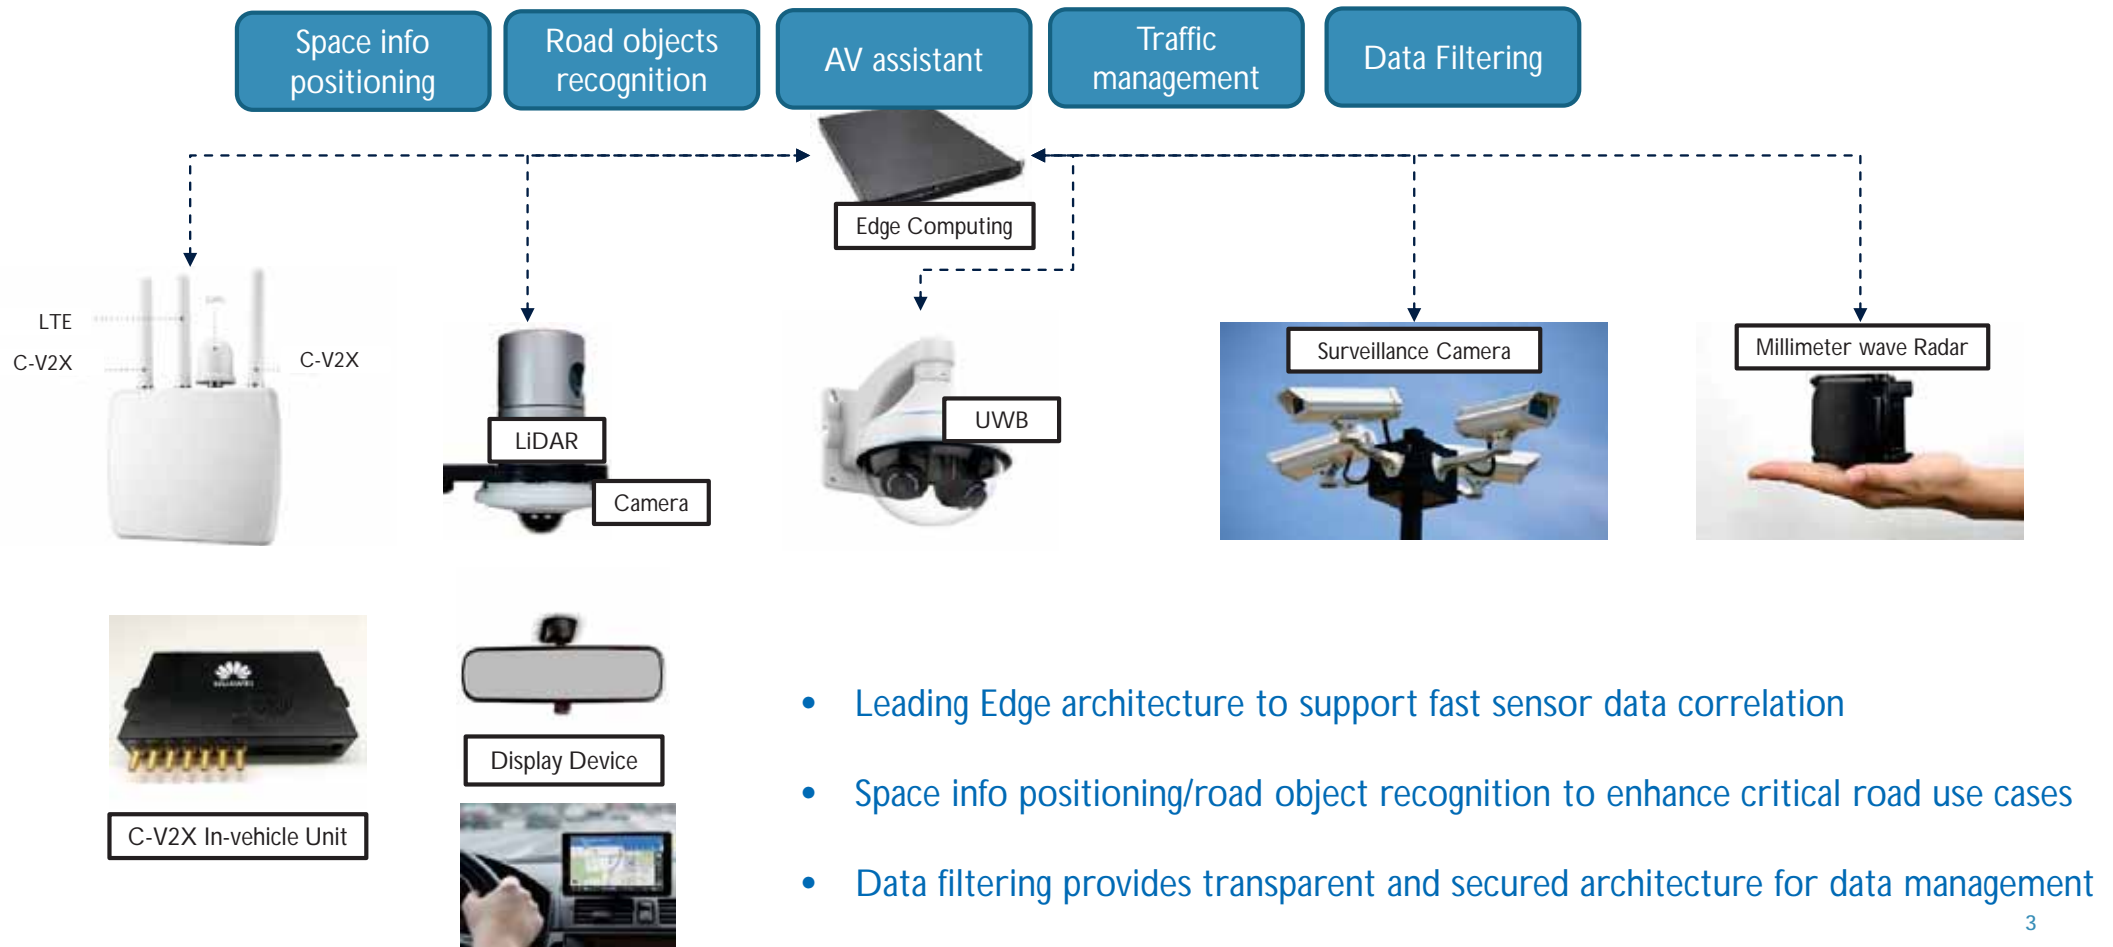 Space info
positioning
Road objects
recognition
AV assistant
Traffic
management
Data Filtering
Edge Computing
LTE
C-V2X
C-V2X
LiDAR
Camera
UWB
Surveillance Camera
Millimeter wave Radar
HUAWEI
C-V2X In-vehicle Unit
Display Device
• Leading Edge architecture to support fast sensor data correlation
• Space info positioning/road object recognition to enhance critical road use cases
• Data filtering provides transparent and secured architecture for data management
3